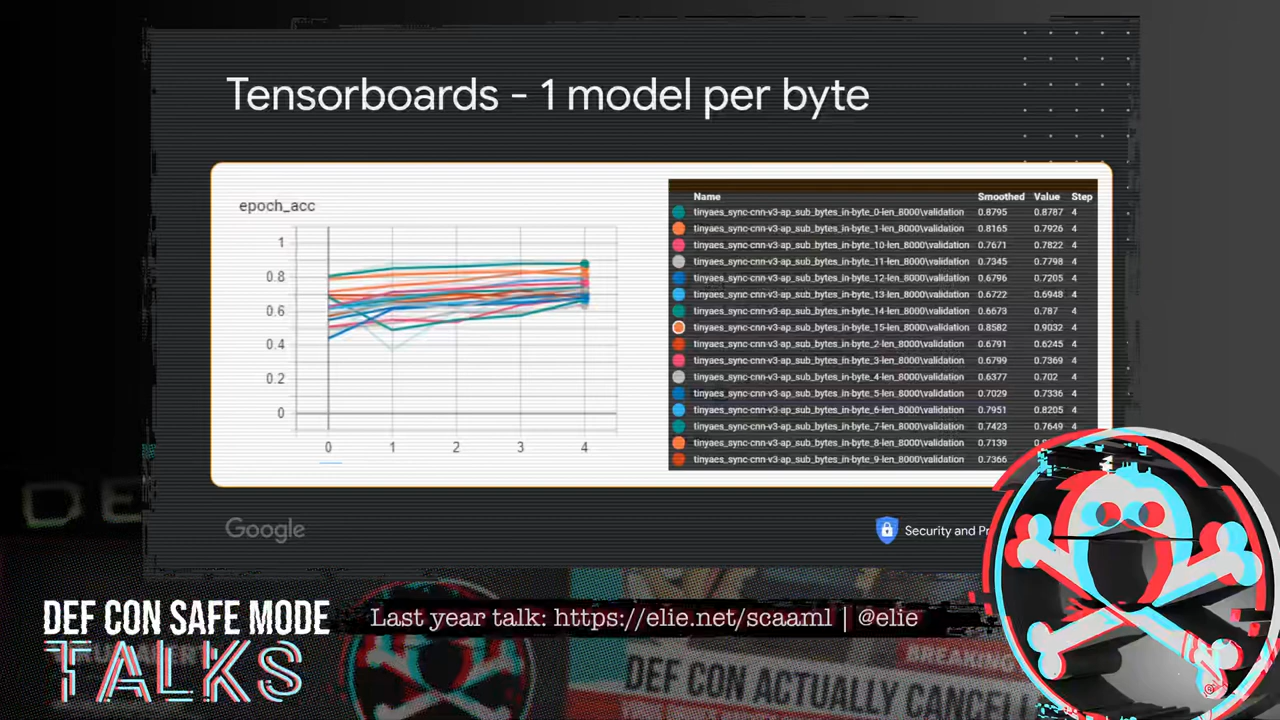 Tensorboards - 1 model per byte
epoch_acc
1
0.8
0.6
0.4
0.2
0
0 1 2 3 4
Name Smoothed Value Step
tinyaes_sync-cnn-v3-ap_sub_bytes_in-byte_0-len_8000\validation 0.8795 0.8787 4
tinyaes_sync-cnn-v3-ap_sub_bytes_in-byte_1-len_8000\validation 0.8165 0.7926 4
tinyaes_sync-cnn-v3-ap_sub_bytes_in-byte_10-len_8000\validation 0.7671 0.7822 4
tinyaes_sync-cnn-v3-ap_sub_bytes_in-byte_11-len_8000\validation 0.7345 0.7798 4
tinyaes_sync-cnn-v3-ap_sub_bytes_in-byte_12-len_8000\validation 0.6796 0.7205 4
tinyaes_sync-cnn-v3-ap_sub_bytes_in-byte_13-len_8000\validation 0.6722 0.6948 4
tinyaes_sync-cnn-v3-ap_sub_bytes_in-byte_14-len_8000\validation 0.6673 0.787 4
tinyaes_sync-cnn-v3-ap_sub_bytes_in-byte_15-len_8000\validation 0.8582 0.9032 4
tinyaes_sync-cnn-v3-ap_sub_bytes_in-byte_2-len_8000\validation 0.6791 0.6245 4
tinyaes_sync-cnn-v3-ap_sub_bytes_in-byte_3-len_8000\validation 0.6799 0.7369 4
tinyaes_sync-cnn-v3-ap_sub_bytes_in-byte_4-len_8000\validation 0.6377 0.702 4
tinyaes_sync-cnn-v3-ap_sub_bytes_in-byte_5-len_8000\validation 0.7029 0.7336 4
tinyaes_sync-cnn-v3-ap_sub_bytes_in-byte_6-len_8000\validation 0.7951 0.8205 4
tinyaes_sync-cnn-v3-ap_sub_bytes_in-byte_7-len_8000\validation 0.7423 0.7649 4
tinyaes_sync-cnn-v3-ap_sub_bytes_in-byte_8-len_8000\validation 0.7139
tinyaes_sync-cnn-v3-ap_sub_bytes_in-byte_9-len_8000\validation 0.7366
Google
Security and
DEF CON SAFE MODE
TALKS
Last year talk: https://elie.net/scaaml | @elie
BREAKING
DEF CON ACTUALLY CANCEL